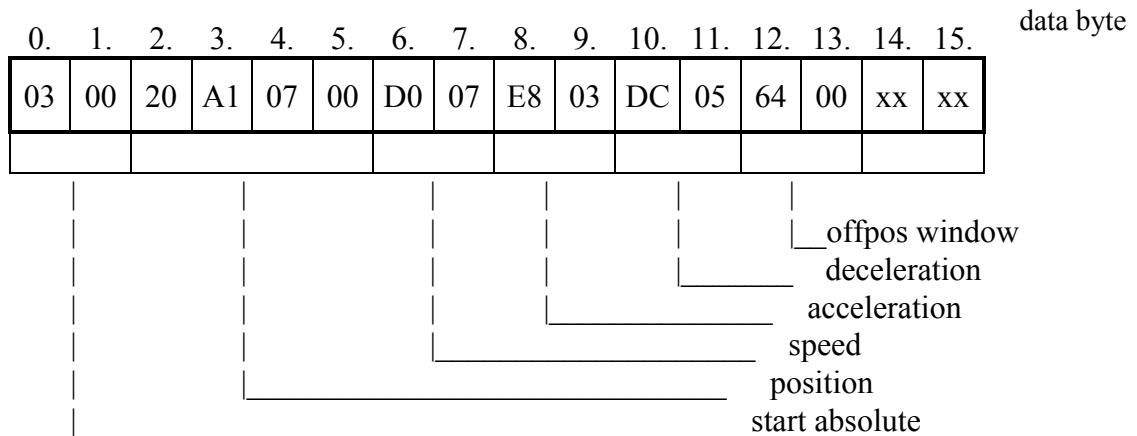 data byte
0. 1. 2. 3. 4. 5. 6. 7. 8. 9. 10. 11. 12. 13. 14. 15.
03 00 20 A1 07 00 D0 07 E8 03 DC 05 64 00 xx xx
offpos window
deceleration
acceleration
speed
position
start absolute